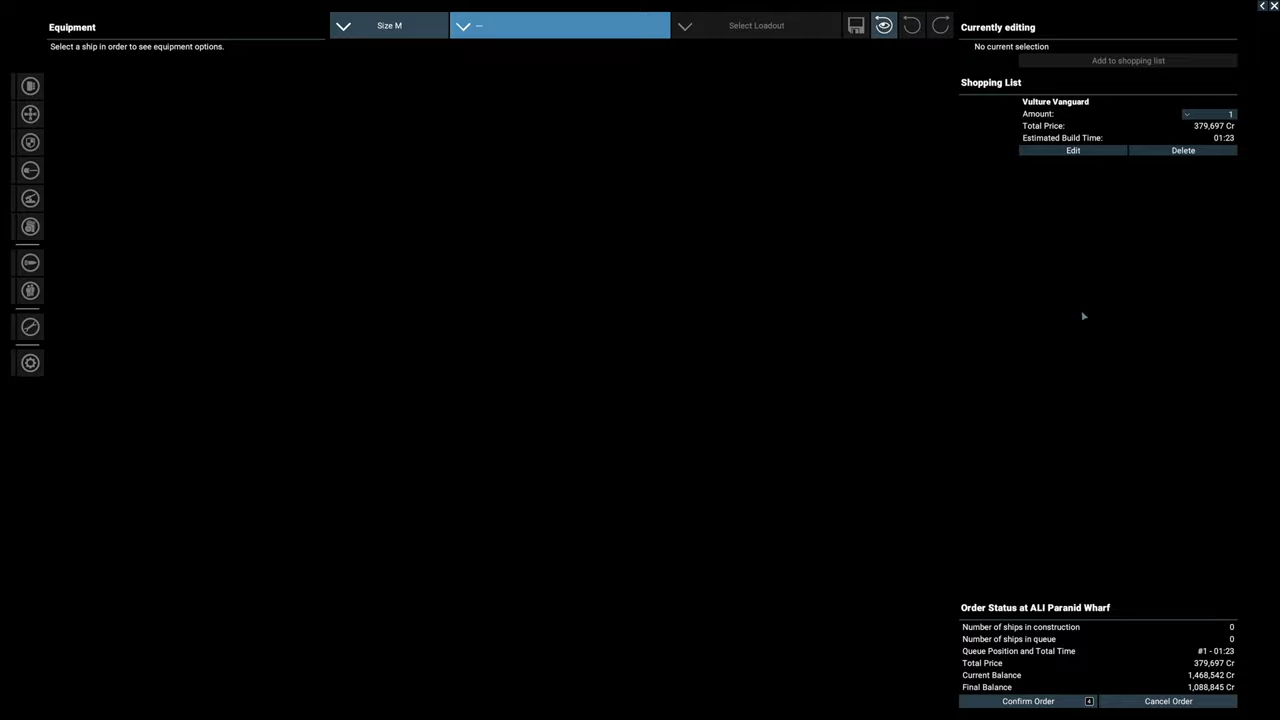 Equipment
Select a ship in order to see equipment options.
Size M
—
Select Loadout
Currently editing
No current selection
Add to shopping list
Shopping List
Vulture Vanguard
Amount: 1
Total Price: 379,697 Cr
Estimated Build Time: 01:23
Edit Delete
Order Status at ALI Paranid Wharf
Number of ships in construction 0
Number of ships in queue 0
Queue Position and Total Time #1 - 01:23
Total Price 379,697 Cr
Current Balance 1,468,542 Cr
Final Balance 1,088,845 Cr
Confirm Order 4 Cancel Order